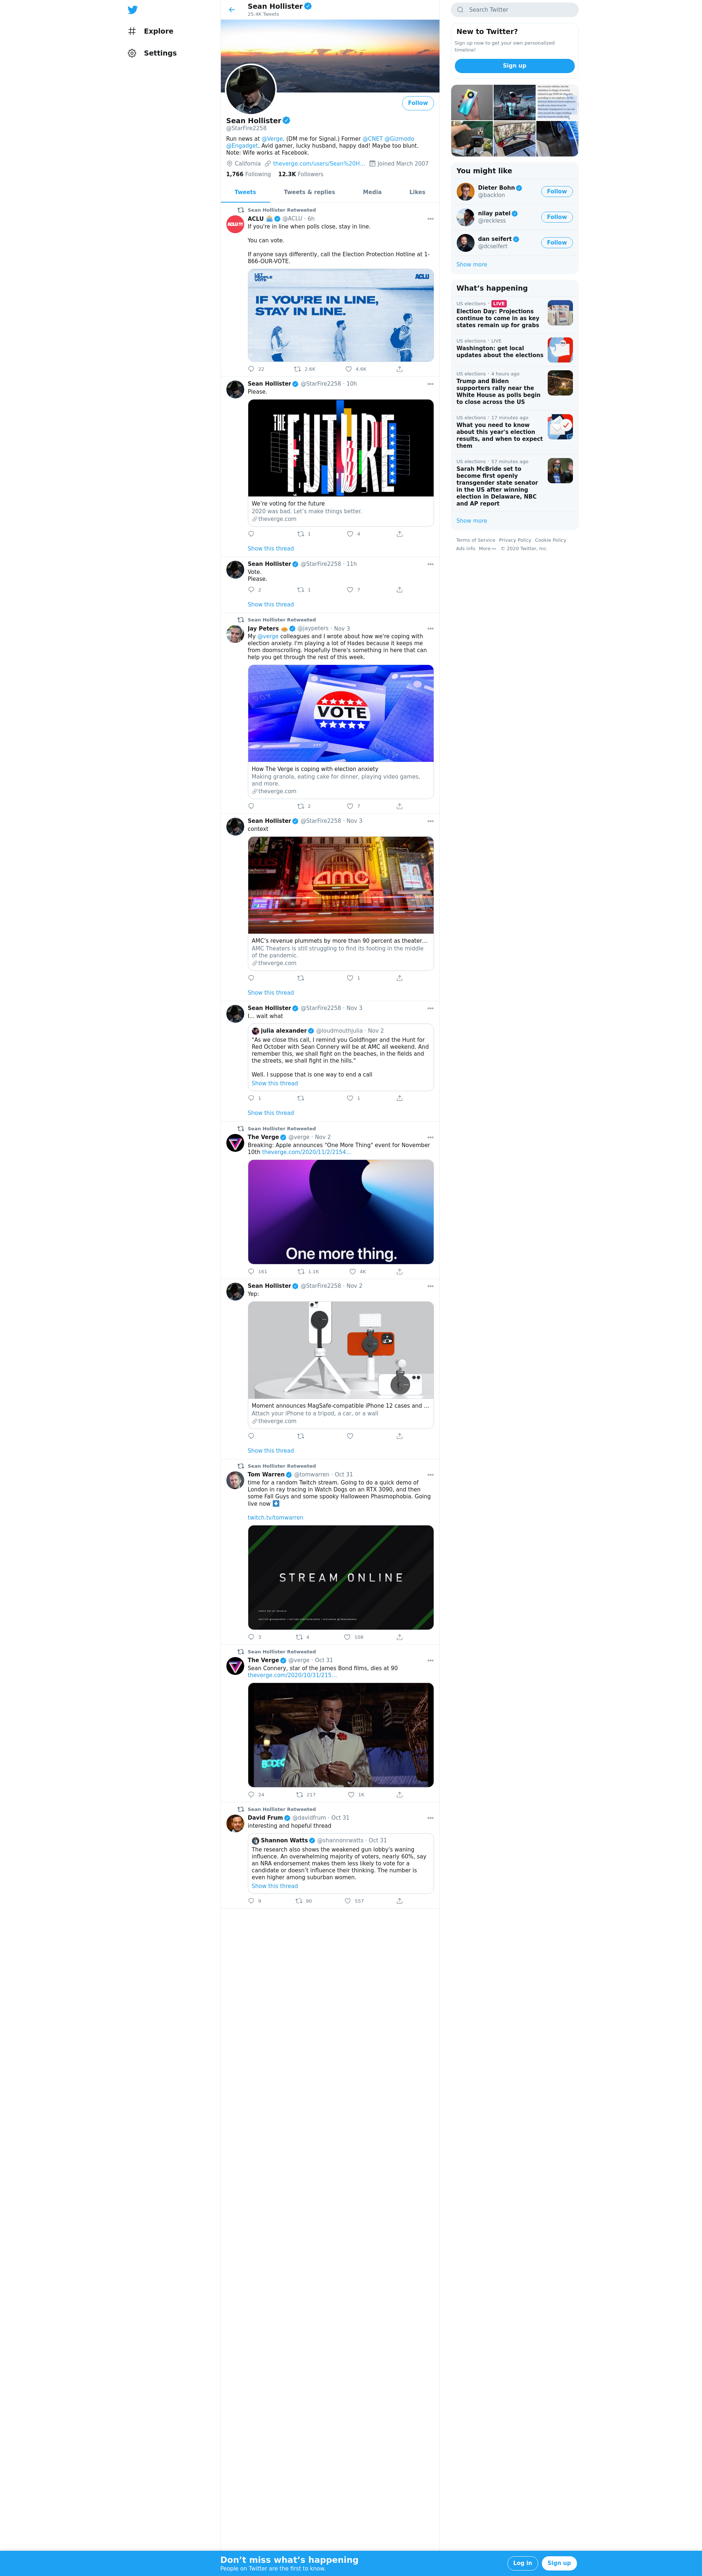 Explore
Settings
Sean Hollister
25.4K Tweets
Follow
Sean Hollister
@StarFire2258
Run news at @Verge. (DM me for Signal.) Former @CNET @Gizmodo
@Engadget. Avid gamer, lucky husband, happy dad! Maybe too blunt.
Note: Wife works at Facebook.
California theverge.com/users/Sean%20H... Joined March 2007
1,766 Following 12.3K Followers
Tweets Tweets & replies Media Likes
Sean Hollister Retweeted
ACLU @ACLU · 6h
If you're in line when polls close, stay in line.
You can vote.
If anyone says differently, call the Election Protection Hotline at 1-
866-OUR-VOTE.
LET PEOPLE VOTE
ACLU
IF YOU'RE IN LINE,
STAY IN LINE.
22 2.6K 4.6K
Sean Hollister @StarFire2258 · 10h
Please.
THE FUTURE
We're voting for the future
2020 was bad. Let's make things better.
theverge.com
1 4
Show this thread
Sean Hollister @StarFire2258 · 11h
Vote.
Please.
2 1 7
Show this thread
Sean Hollister Retweeted
Jay Peters @jaypeters · Nov 3
My @verge colleagues and I wrote about how we're coping with
election anxiety. I'm playing a lot of Hades because it keeps me
from doomscrolling. Hopefully there's something in here that can
help you get through the rest of this week.
VOTE
How The Verge is coping with election anxiety
Making granola, eating cake for dinner, playing video games,
and more.
theverge.com
2 7
Sean Hollister @StarFire2258 · Nov 3
context
amc
AMC's revenue plummets by more than 90 percent as theater...
AMC Theaters is still struggling to find its footing in the middle
of the pandemic.
theverge.com
1
Show this thread
Sean Hollister @StarFire2258 · Nov 3
I... wait what
julia alexander @loudmouthjulia · Nov 2
"As we close this call, I remind you Goldfinger and the Hunt for
Red October with Sean Connery will be at AMC all weekend. And
remember this, we shall fight on the beaches, in the fields and
the streets, we shall fight in the hills."
Well. I suppose that is one way to end a call
Show this thread
1 1
Show this thread
Sean Hollister Retweeted
The Verge @verge · Nov 2
Breaking: Apple announces "One More Thing" event for November
10th theverge.com/2020/11/2/2154...
One more thing.
161 1.1K 4K
Sean Hollister @StarFire2258 · Nov 2
Yep:
Moment announces MagSafe-compatible iPhone 12 cases and ...
Attach your iPhone to a tripod, a car, or a wall
theverge.com
Show this thread
Sean Hollister Retweeted
Tom Warren @tomwarren · Oct 31
time for a random Twitch stream. Going to do a quick demo of
London in ray tracing in Watch Dogs on an RTX 3090, and then
some Fall Guys and some spooky Halloween Phasmophobia. Going
live now
twitch.tv/tomwarren
STREAM ONLINE
3 4 108
Sean Hollister Retweeted
The Verge @verge · Oct 31
Sean Connery, star of the James Bond films, dies at 90
theverge.com/2020/10/31/215...
24 217 1K
Sean Hollister Retweeted
David Frum @davidfrum · Oct 31
interesting and hopeful thread
Shannon Watts @shannonrwatts · Oct 31
The research also shows the weakened gun lobby's waning
influence. An overwhelming majority of voters, nearly 60%, say
an NRA endorsement makes them less likely to vote for a
candidate or doesn't influence their thinking. The number is
even higher among suburban women.
Show this thread
9 90 557
Search Twitter
New to Twitter?
Sign up now to get your own personalized
timeline!
Sign up
You might like
Dieter Bohn
@backlon
Follow
nilay patel
@reckless
Follow
dan seifert
@dcseifert
Follow
Show more
What's happening
US elections · LIVE
Election Day: Projections
continue to come in as key
states remain up for grabs
US elections · LIVE
Washington: get local
updates about the elections
US elections · 4 hours ago
Trump and Biden
supporters rally near the
White House as polls begin
to close across the US
US elections · 17 minutes ago
What you need to know
about this year's election
results, and when to expect
them
US elections · 57 minutes ago
Sarah McBride set to
become first openly
transgender state senator
in the US after winning
election in Delaware, NBC
and AP report
Show more
Terms of Service Privacy Policy Cookie Policy
Ads info More © 2020 Twitter, Inc.
Don't miss what's happening
People on Twitter are the first to know.
Log in Sign up